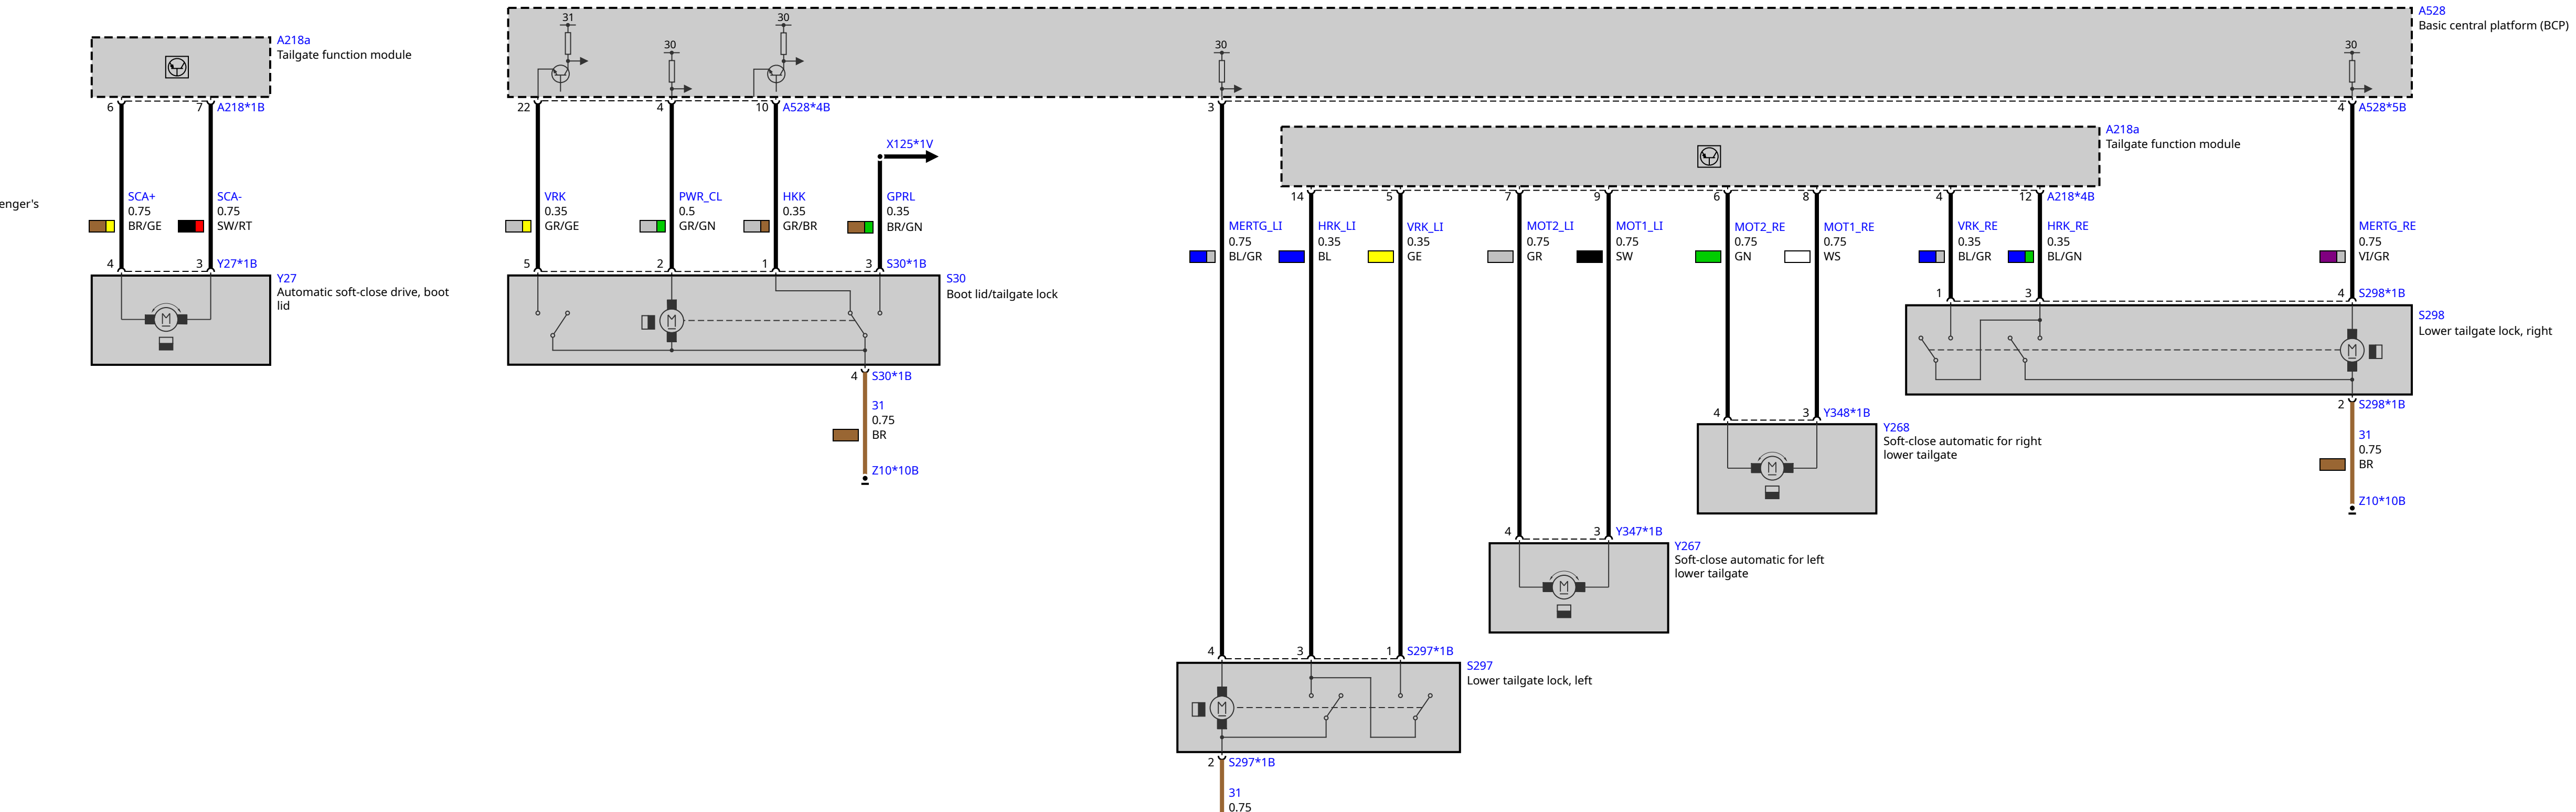 31
30
30
30
30
A528
Basic central platform (BCP)
A218a
Tailgate function module
6
7
A218*1B
22
4
10
A528*4B
3
4
A528*5B
A218a
Tailgate function module
X125*1V
enger's
SCA+
0.75
BR/GE
SCA-
0.75
SW/RT
VRK
0.35
GR/GE
PWR_CL
0.5
GR/GN
HKK
0.35
GR/BR
GPRL
0.35
BR/GN
14
5
7
9
6
8
4
12
A218*4B
MERTG_LI
0.75
BL/GR
HRK_LI
0.35
BL
VRK_LI
0.35
GE
MOT2_LI
0.75
GR
MOT1_LI
0.75
SW
MOT2_RE
0.75
GN
MOT1_RE
0.75
WS
VRK_RE
0.35
BL/GR
HRK_RE
0.35
BL/GN
MERTG_RE
0.75
VI/GR
4
3
Y27*1B
Y27
Automatic soft-close drive, boot
lid
M
5
2
1
3
S30*1B
S30
Boot lid/tailgate lock
M
4
S30*1B
31
0.75
BR
Z10*10B
1
3
4
S298*1B
S298
Lower tailgate lock, right
M
2
S298*1B
31
0.75
BR
Z10*10B
4
3
Y348*1B
Y268
Soft-close automatic for right
lower tailgate
M
4
3
Y347*1B
Y267
Soft-close automatic for left
lower tailgate
M
4
3
1
S297*1B
S297
Lower tailgate lock, left
M
2
S297*1B
31
0.75